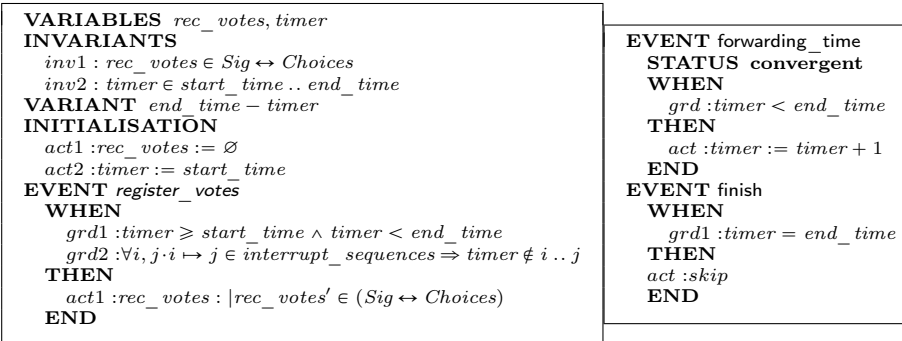 VARIABLES rec_votes, timer
INVARIANTS
inv1 : rec_votes ∈ Sig ↔ Choices
inv2 : timer ∈ start_time .. end_time
VARIANT end_time − timer
INITIALISATION
act1 :rec_votes := ∅
act2 :timer := start_time
EVENT register_votes
WHEN
grd1 :timer ⩾ start_time ∧ timer < end_time
grd2 :∀i, j·i ↦ j ∈ interrupt_sequences ⇒ timer ∉ i .. j
THEN
act1 :rec_votes : |rec_votes′ ∈ (Sig ↔ Choices)
END
EVENT forwarding_time
STATUS convergent
WHEN
grd :timer < end_time
THEN
act :timer := timer + 1
END
EVENT finish
WHEN
grd1 :timer = end_time
THEN
act :skip
END